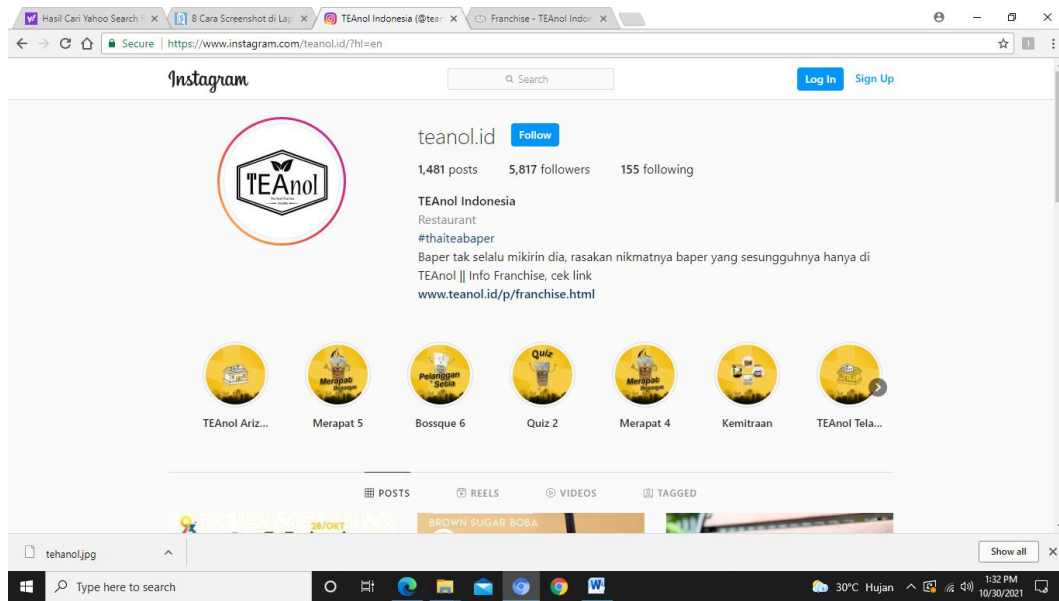 Hasil Cari Yahoo Search
8 Cara Screenshot di Lap
TEAnol Indonesia (@tear
Franchise - TEAnol Indon
Secure
https://www.instagram.com/teanol.id/?hl=en
Instagram
Search
Log In
Sign Up
TEAnol
teanol.id
Follow
1,481 posts 5,817 followers 155 following
TEAnol Indonesia
Restaurant
#thaiteabaper
Baper tak selalu mikirin dia, rasakan nikmatnya baper yang sesungguhnya hanya di
TEAnol || Info Franchise, cek link
www.teanol.id/p/franchise.html
Merapat
Bossque
Pelanggan
Setia
Quiz
Merapat
Bossque
TEAnol Ariz...
Merapat 5
Bossque 6
Quiz 2
Merapat 4
Kemitraan
TEAnol Tela...
POSTS
REELS
VIDEOS
TAGGED
28/OKT
BROWN SUGAR BOBA
tehanol.jpg
Show all
Type here to search
30°C Hujan
1:32 PM
10/30/2021